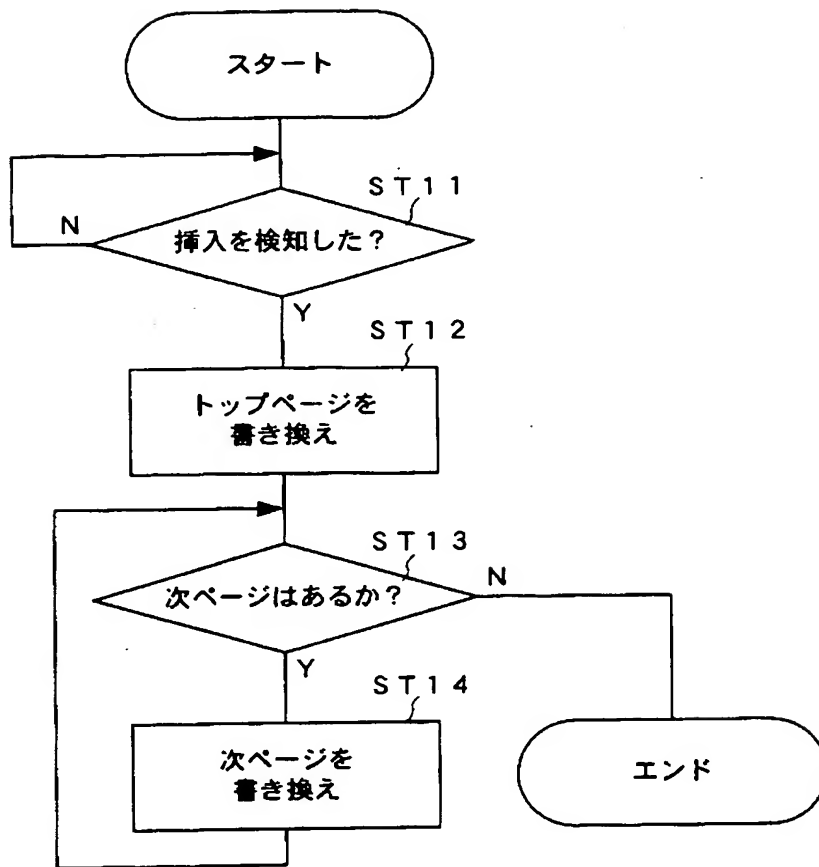 スタート
ST11
N
挿入を検知した？
Y
ST12
トップページを
書き換え
ST13
N
次ページはあるか？
Y
ST14
次ページを
書き換え
エンド